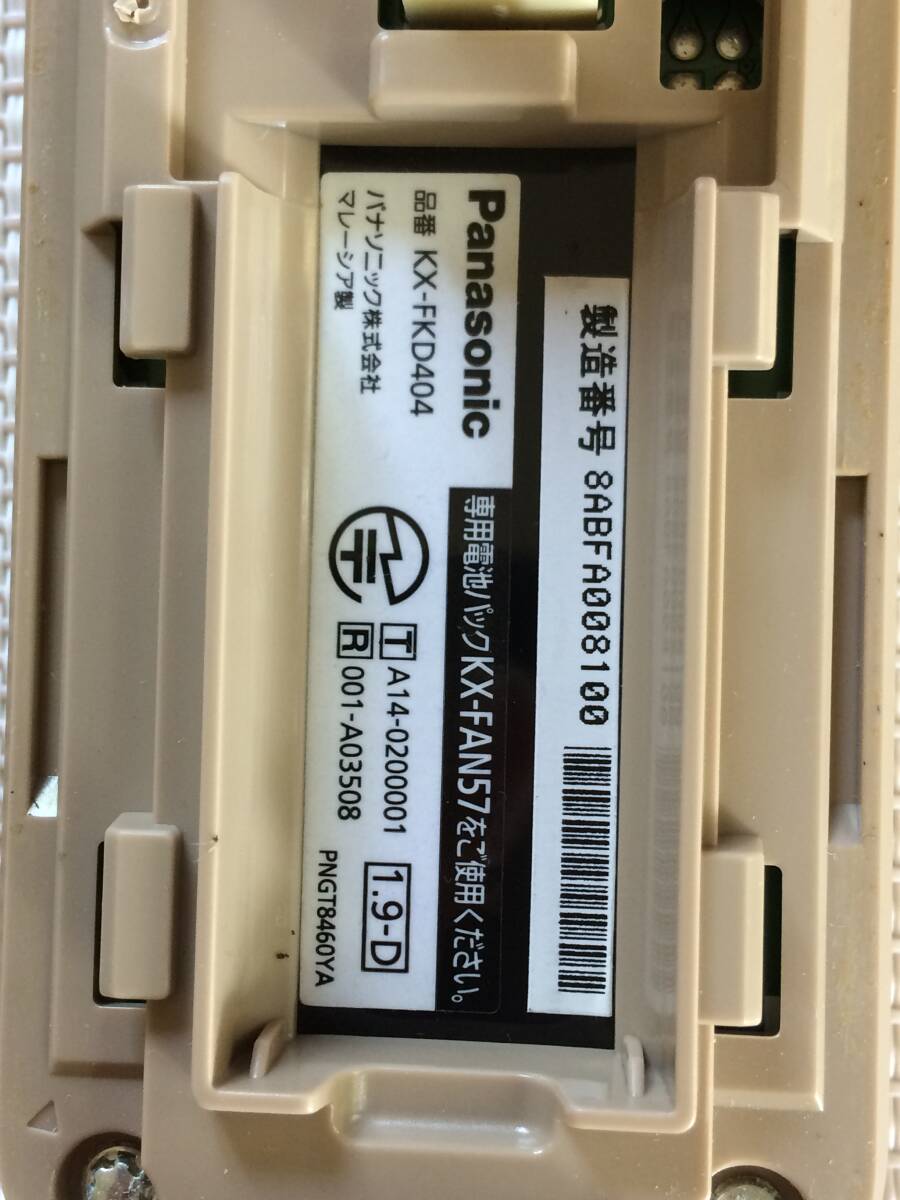 製造番号 8ABFA008100
Panasonic
品番 KX-FKD404
パナソニック株式会社
マレーシア製
専用電池パックKX-FAN57をご使用ください。
T A14-0200001
R 001-A03508
1.9-D
PNGT8460YA